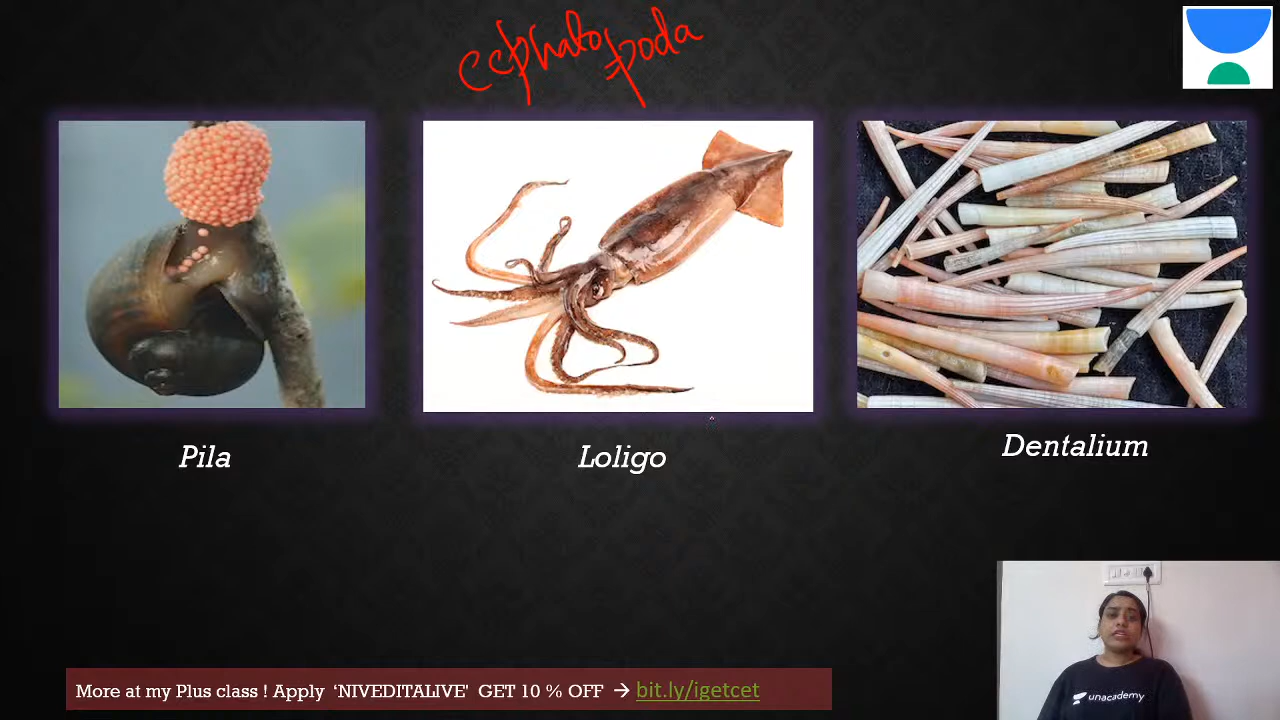 cephalopoda
Pila
Loligo
Dentalium
More at my Plus class ! Apply 'NIVEDITALIVE' GET 10 % OFF → bit.ly/igetcet
unacademy